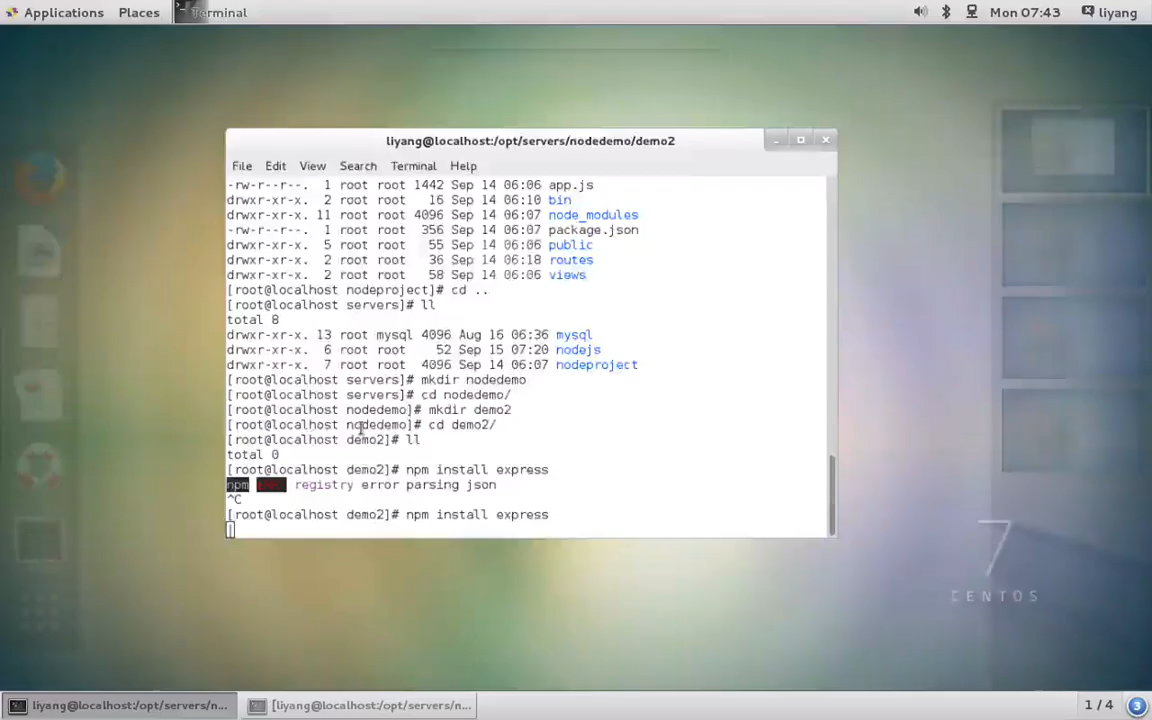 Applications Places Terminal Mon 07:43 liyang
liyang@localhost:/opt/servers/nodedemo/demo2
File Edit View Search Terminal Help
-rw-r--r--. 1 root root 1442 Sep 14 06:06 app.js
drwxr-xr-x. 2 root root 16 Sep 14 06:10 bin
drwxr-xr-x. 11 root root 4096 Sep 14 06:07 node_modules
-rw-r--r--. 1 root root 356 Sep 14 06:07 package.json
drwxr-xr-x. 5 root root 55 Sep 14 06:06 public
drwxr-xr-x. 2 root root 36 Sep 14 06:18 routes
drwxr-xr-x. 2 root root 58 Sep 14 06:06 views
[root@localhost nodeproject]# cd ..
[root@localhost servers]# ll
total 8
drwxr-xr-x. 13 root mysql 4096 Aug 16 06:36 mysql
drwxr-xr-x. 6 root root 52 Sep 15 07:20 nodejs
drwxr-xr-x. 7 root root 4096 Sep 14 06:07 nodeproject
[root@localhost servers]# mkdir nodedemo
[root@localhost servers]# cd nodedemo/
[root@localhost nodedemo]# mkdir demo2
[root@localhost nodedemo]# cd demo2/
[root@localhost demo2]# ll
total 0
[root@localhost demo2]# npm install express
npm registry error parsing json
^C
[root@localhost demo2]# npm install express
7
CENTOS
liyang@localhost:/opt/servers/n... [liyang@localhost:/opt/servers/n... 1 / 4 3